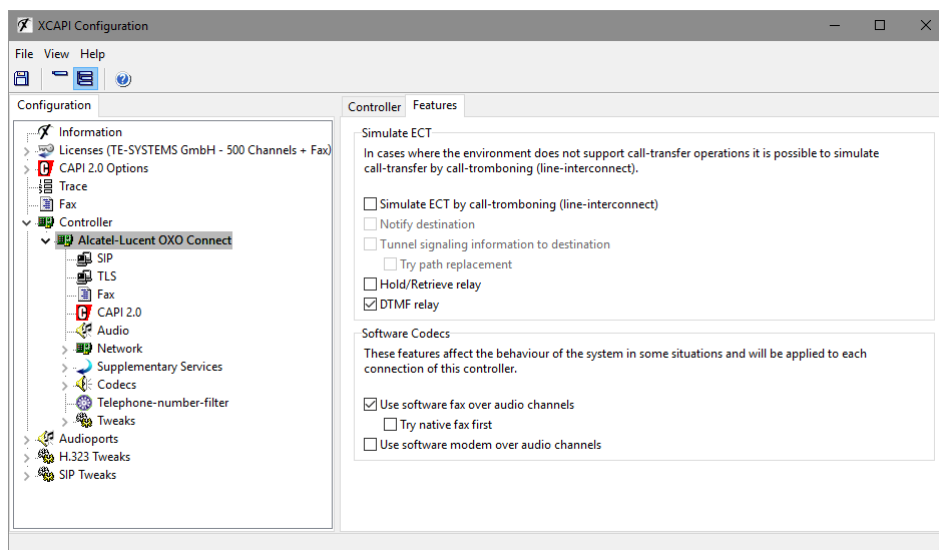 XCAPI Configuration
File View Help
Configuration
Information
Licenses (TE-SYSTEMS GmbH - 500 Channels + Fax)
CAPI 2.0 Options
Trace
Fax
Controller
Alcatel-Lucent OXO Connect
SIP
TLS
Fax
CAPI 2.0
Audio
Network
Supplementary Services
Codecs
Telephone-number-filter
Tweaks
Audioports
H.323 Tweaks
SIP Tweaks
Controller Features
Simulate ECT
In cases where the environment does not support call-transfer operations it is possible to simulate
call-transfer by call-tromboning (line-interconnect).
Simulate ECT by call-tromboning (line-interconnect)
Notify destination
Tunnel signaling information to destination
Try path replacement
Hold/Retrieve relay
DTMF relay
Software Codecs
These features affect the behaviour of the system in some situations and will be applied to each
connection of this controller.
Use software fax over audio channels
Try native fax first
Use software modem over audio channels